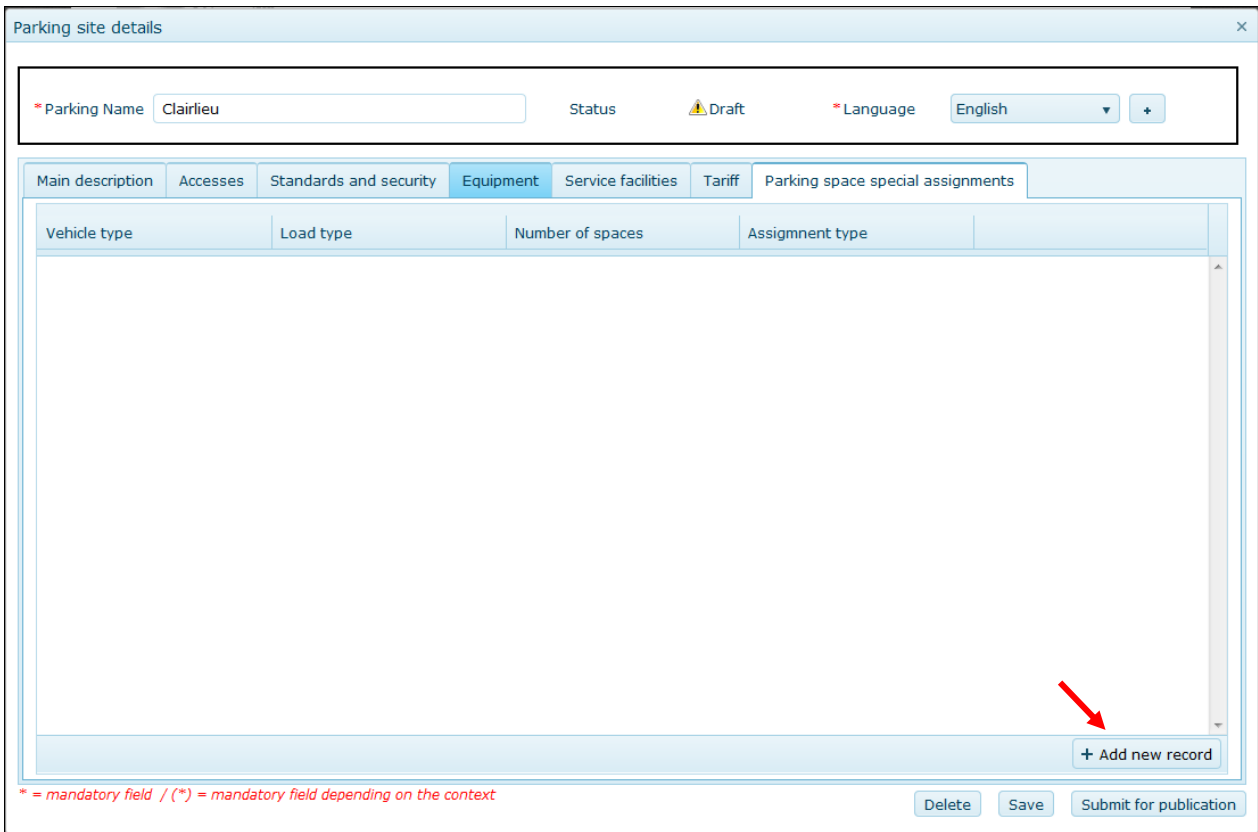 Parking site details
* Parking Name Clairlieu Status Draft * Language English +
Main description Accesses Standards and security Equipment Service facilities Tariff Parking space special assignments
Vehicle type Load type Number of spaces Assigmnent type
+ Add new record
* = mandatory field / (*) = mandatory field depending on the context
Delete Save Submit for publication